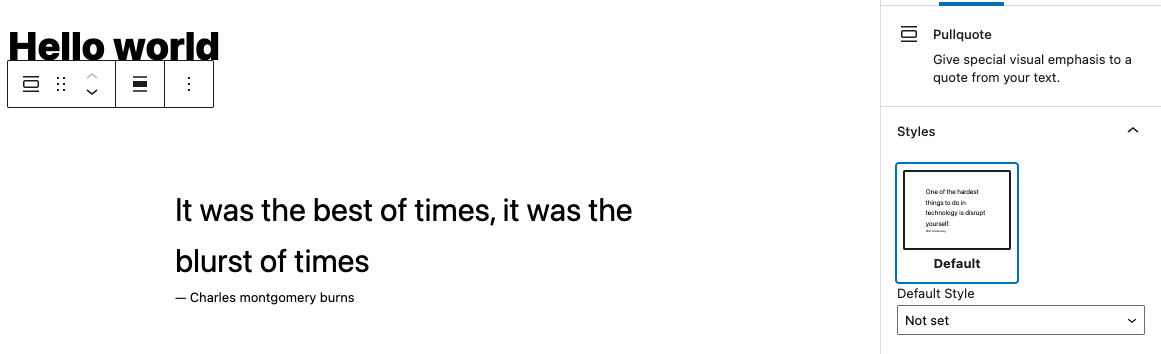 Hello world
It was the best of times, it was the
blurst of times
— Charles montgomery burns
Pullquote
Give special visual emphasis to a
quote from your text.
Styles
One of the hardest
things to do in
technology is disrupt
yourself.
Default
Default Style
Not set